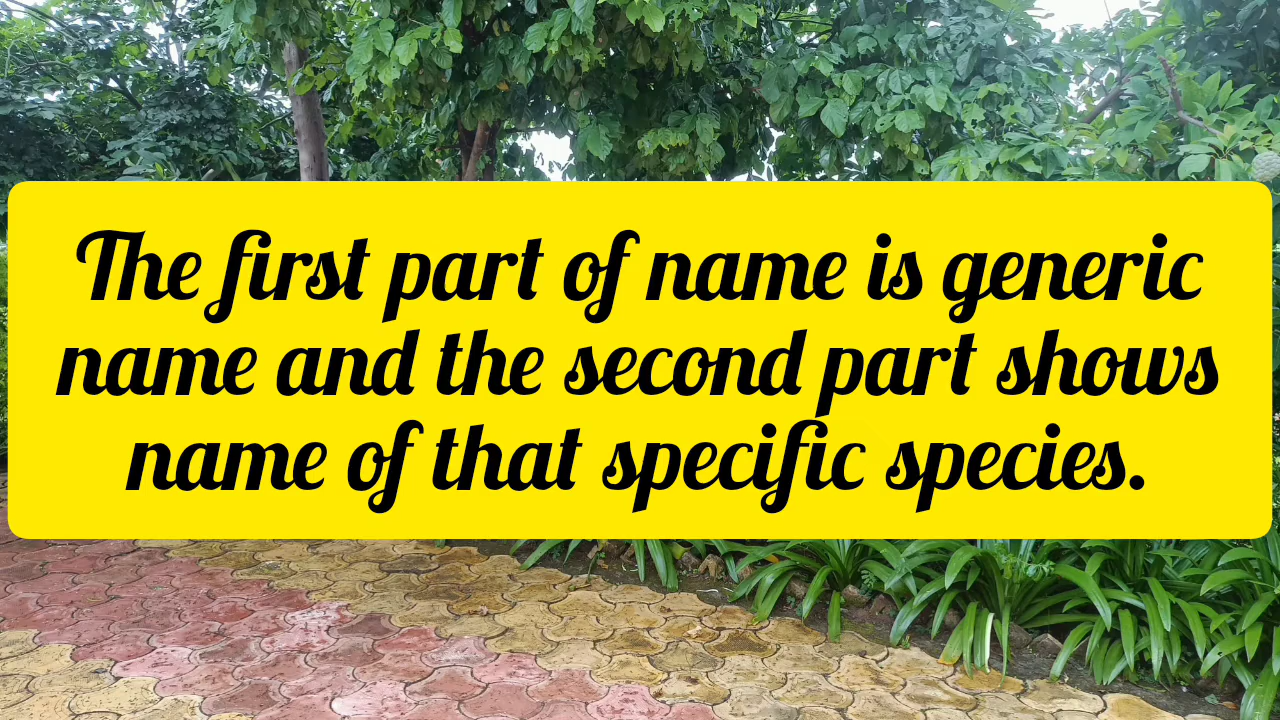 The first part of name is generic
name and the second part shows
name of that specific species.